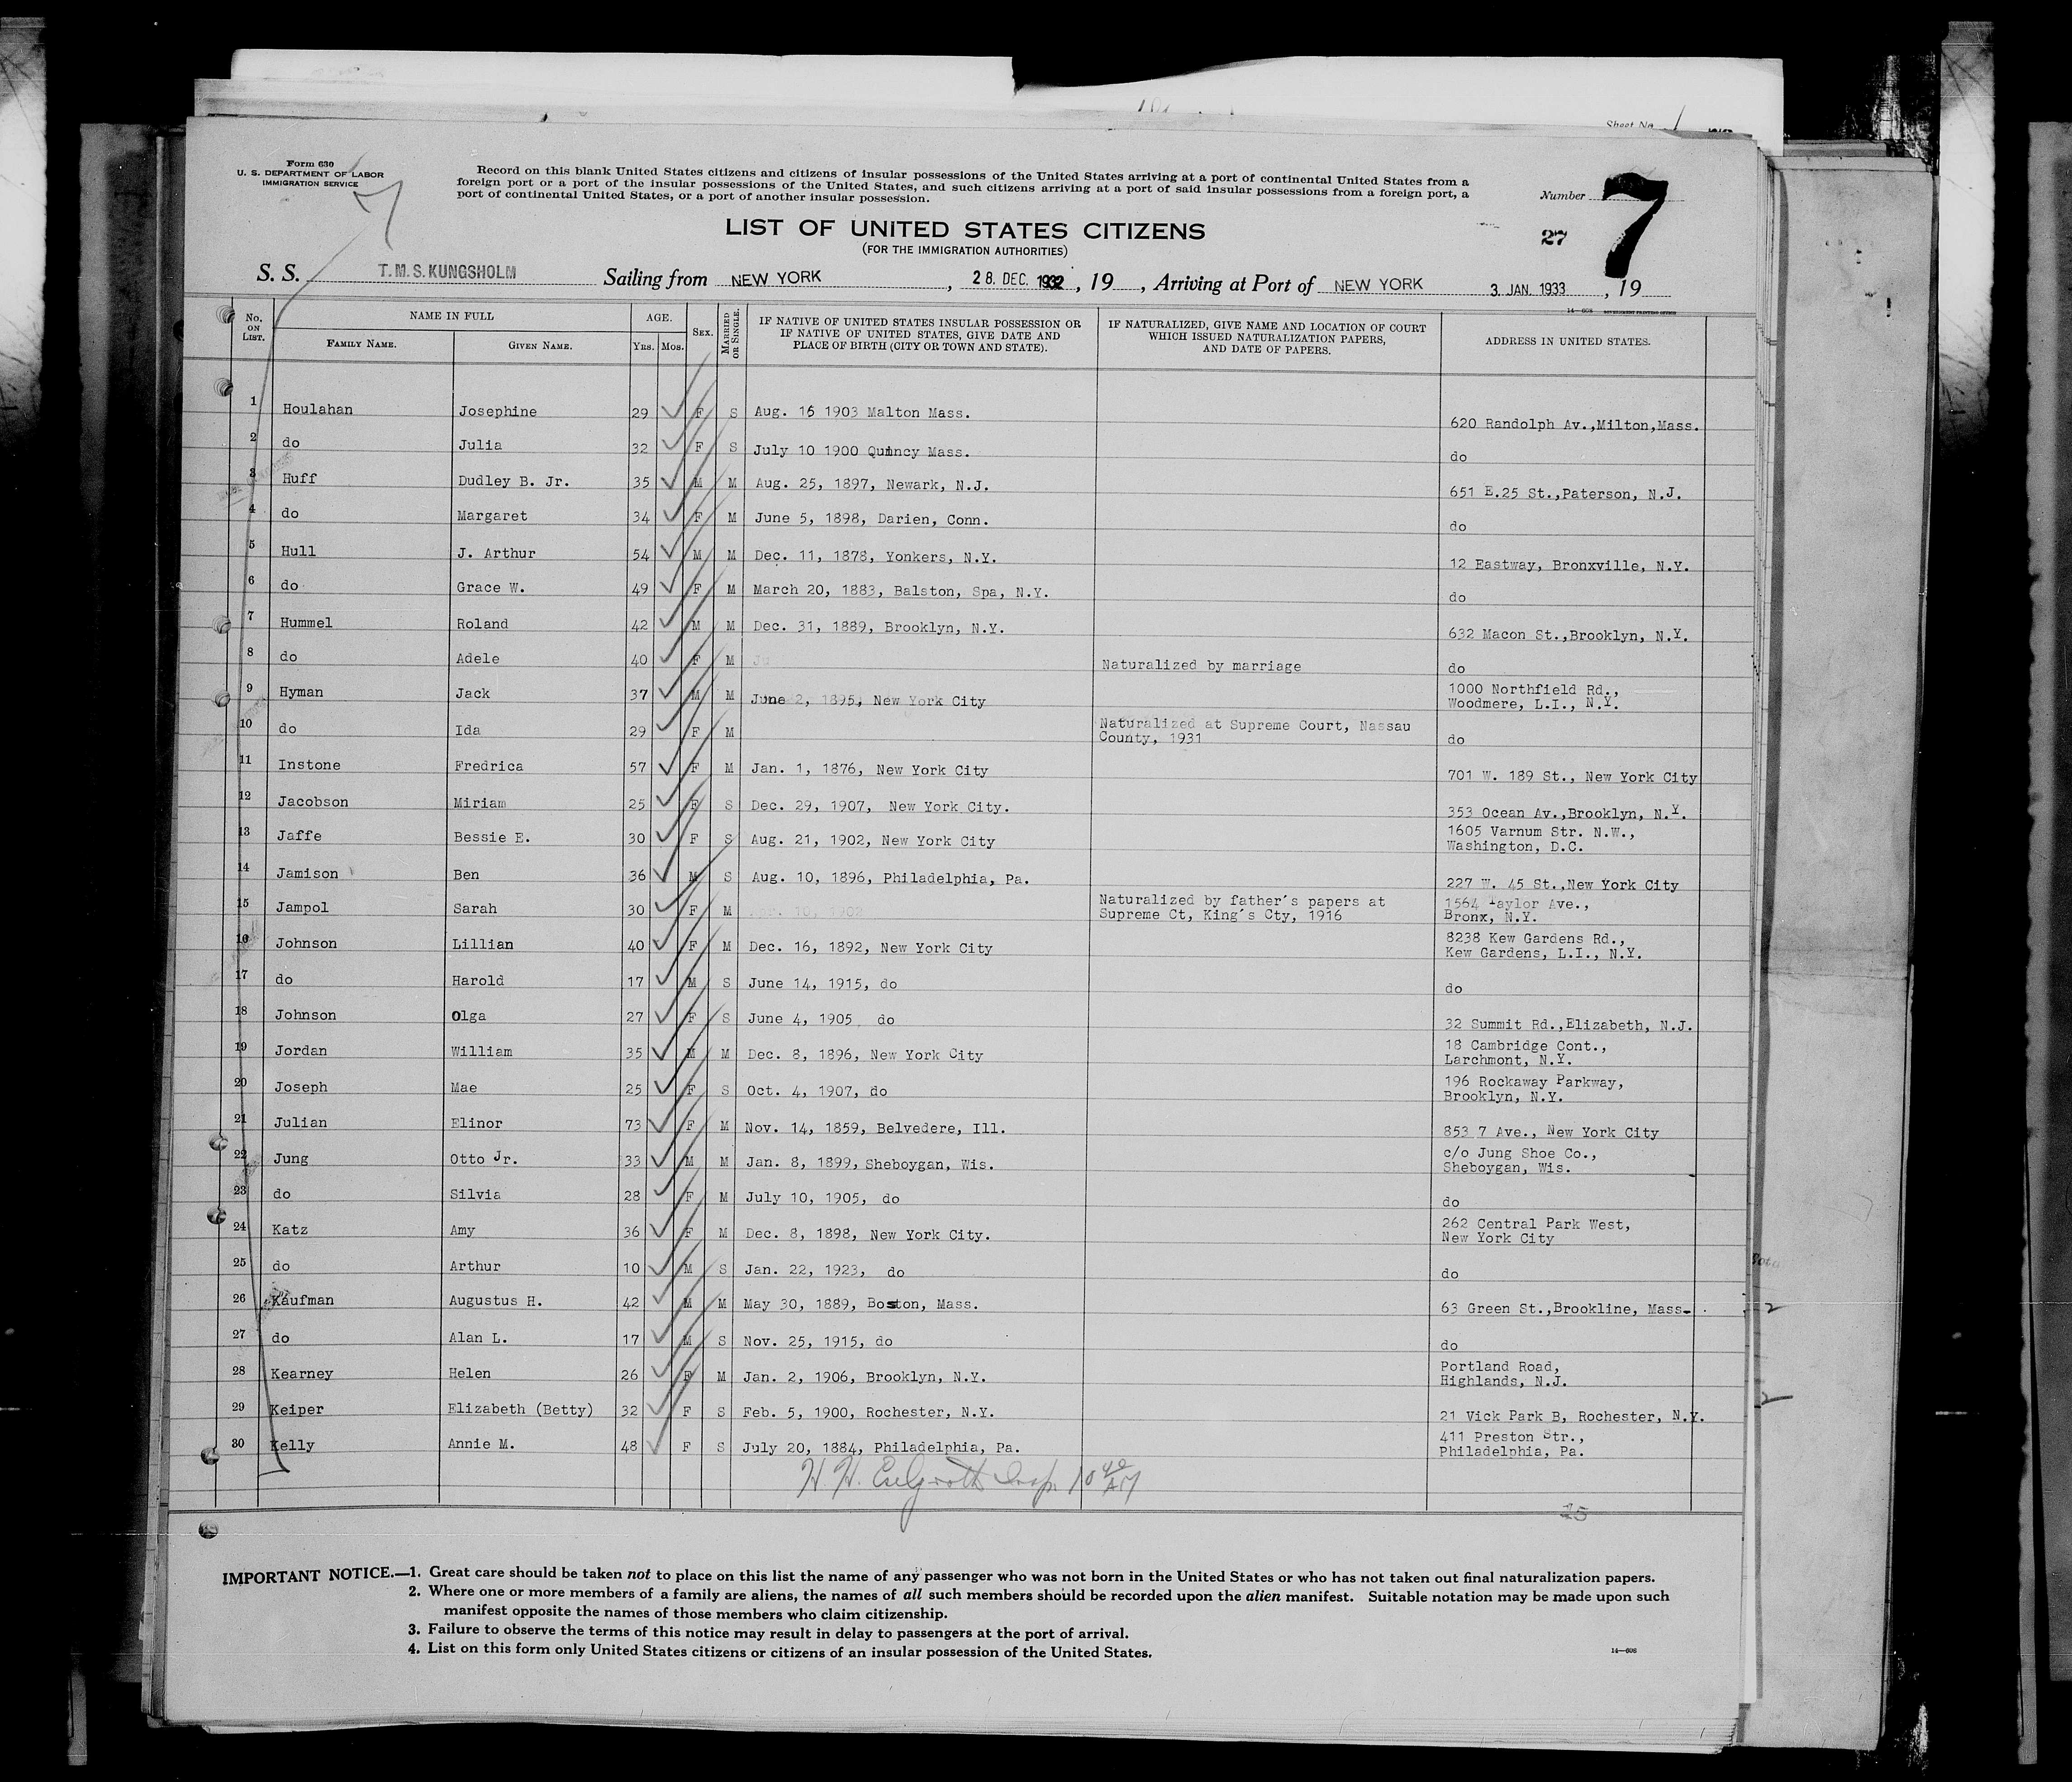 Sheet No.
Form 630
U. S. DEPARTMENT OF LABOR
IMMIGRATION SERVICE
Record on this blank United States citizens and citizens of insular possessions of the United States arriving at a port of continental United States from a
foreign port or a port of the insular possessions of the United States, and such citizens arriving at a port of said insular possessions from a foreign port, a
port of continental United States, or a port of another insular possession.
Number 7
27
LIST OF UNITED STATES CITIZENS
(FOR THE IMMIGRATION AUTHORITIES)
S. S. T.M.S. KUNGSHOLM Sailing from NEW YORK, 28. DEC. 1932, 19, Arriving at Port of NEW YORK 3 JAN. 1933, 19
14—608 GOVERNMENT PRINTING OFFICE
No. ON LIST. NAME IN FULL FAMILY NAME. GIVEN NAME. AGE. YRS. MOS. SEX. MARRIED OR SINGLE. IF NATIVE OF UNITED STATES INSULAR POSSESSION OR IF NATIVE OF UNITED STATES, GIVE DATE AND PLACE OF BIRTH (CITY OR TOWN AND STATE). IF NATURALIZED, GIVE NAME AND LOCATION OF COURT WHICH ISSUED NATURALIZATION PAPERS, AND DATE OF PAPERS. ADDRESS IN UNITED STATES.
1 Houlahan Josephine 29 F S Aug. 16 1903 Malton Mass. 620 Randolph Av.,Milton,Mass.
2 do Julia 32 F S July 10 1900 Quincy Mass. do
3 Huff Dudley B. Jr. 35 M M Aug. 25, 1897, Newark, N.J. 651 E.25 St.,Paterson, N.J.
4 do Margaret 34 F M June 5, 1898, Darien, Conn. do
5 Hull J. Arthur 54 M M Dec. 11, 1878, Yonkers, N.Y. 12 Eastway, Bronxville, N.Y.
6 do Grace W. 49 F M March 20, 1883, Balston, Spa, N.Y. do
7 Hummel Roland 42 M M Dec. 31, 1889, Brooklyn, N.Y. 632 Macon St.,Brooklyn, N.Y.
8 do Adele 40 F M Naturalized by marriage do
9 Hyman Jack 37 M M June 2, 1895, New York City 1000 Northfield Rd.,
Woodmere, L.I., N.Y.
10 do Ida 29 F M Naturalized at Supreme Court, Nassau
County, 1931 do
11 Instone Fredrica 57 F M Jan. 1, 1876, New York City 701 W. 189 St., New York City
12 Jacobson Miriam 25 F S Dec. 29, 1907, New York City. 353 Ocean Av.,Brooklyn, N.Y.
13 Jaffe Bessie E. 30 F S Aug. 21, 1902, New York City 1605 Varnum Str. N.W.,
Washington, D.C.
14 Jamison Ben 36 M S Aug. 10, 1896, Philadelphia, Pa. 227 W. 45 St.,New York City
15 Jampol Sarah 30 F M 10, 1902 Naturalized by father's papers at
Supreme Ct, King's Cty, 1916 1564 Taylor Ave.,
Bronx, N.Y.
16 Johnson Lillian 40 F M Dec. 16, 1892, New York City 8238 Kew Gardens Rd.,
Kew Gardens, L.I., N.Y.
17 do Harold 17 M S June 14, 1915, do do
18 Johnson Olga 27 F S June 4, 1905 do 32 Summit Rd.,Elizabeth, N.J.
19 Jordan William 35 M M Dec. 8, 1896, New York City 18 Cambridge Cont.,
Larchmont, N.Y.
20 Joseph Mae 25 F S Oct. 4, 1907, do 196 Rockaway Parkway,
Brooklyn, N.Y.
21 Julian Elinor 73 F M Nov. 14, 1859, Belvedere, Ill. 853 7 Ave., New York City
22 Jung Otto Jr. 33 M M Jan. 8, 1899, Sheboygan, Wis. c/o Jung Shoe Co.,
Sheboygan, Wis.
23 do Silvia 28 F M July 10, 1905, do do
24 Katz Amy 36 F M Dec. 8, 1898, New York City. 262 Central Park West,
New York City
25 do Arthur 10 M S Jan. 22, 1923, do do
26 Kaufman Augustus H. 42 M M May 30, 1889, Boston, Mass. 63 Green St.,Brookline, Mass.
27 do Alan L. 17 M S Nov. 25, 1915, do do
28 Kearney Helen 26 F M Jan. 2, 1906, Brooklyn, N.Y. Portland Road,
Highlands, N.J.
29 Keiper Elizabeth (Betty) 32 F S Feb. 5, 1900, Rochester, N.Y. 21 Vick Park B, Rochester, N.Y.
30 Kelly Annie M. 48 F S July 20, 1884, Philadelphia, Pa. 411 Preston Str.,
Philadelphia, Pa.
IMPORTANT NOTICE.—1. Great care should be taken not to place on this list the name of any passenger who was not born in the United States or who has not taken out final naturalization papers.
2. Where one or more members of a family are aliens, the names of all such members should be recorded upon the alien manifest. Suitable notation may be made upon such
manifest opposite the names of those members who claim citizenship.
3. Failure to observe the terms of this notice may result in delay to passengers at the port of arrival.
4. List on this form only United States citizens or citizens of an insular possession of the United States.
14—608